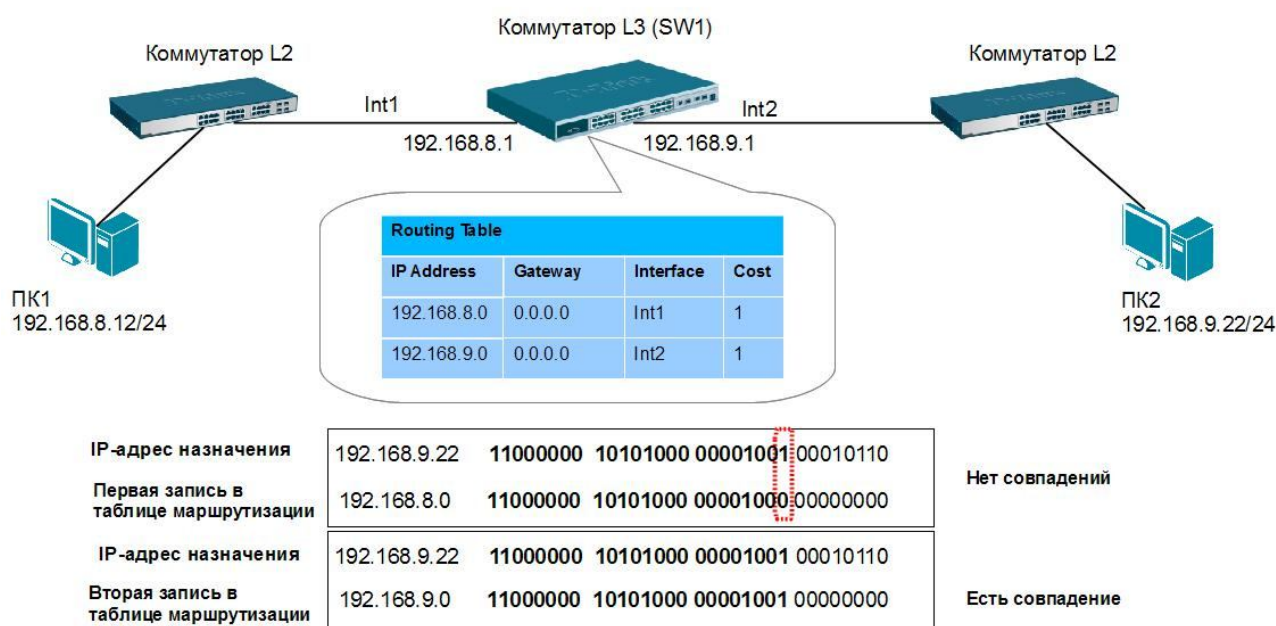 Коммутатор L3 (SW1)
Коммутатор L2
Коммутатор L2
Int1
Int2
192.168.8.1
192.168.9.1
Routing Table
IP Address Gateway Interface Cost
192.168.8.0 0.0.0.0 Int1 1
192.168.9.0 0.0.0.0 Int2 1
ПК1
192.168.8.12/24
ПК2
192.168.9.22/24
IP-адрес назначения 192.168.9.22 11000000 10101000 00001001 00010110
Первая запись в
таблице маршрутизации 192.168.8.0 11000000 10101000 00001000 00000000
Нет совпадений
IP-адрес назначения 192.168.9.22 11000000 10101000 00001001 00010110
Вторая запись в
таблице маршрутизации 192.168.9.0 11000000 10101000 00001001 00000000
Есть совпадение